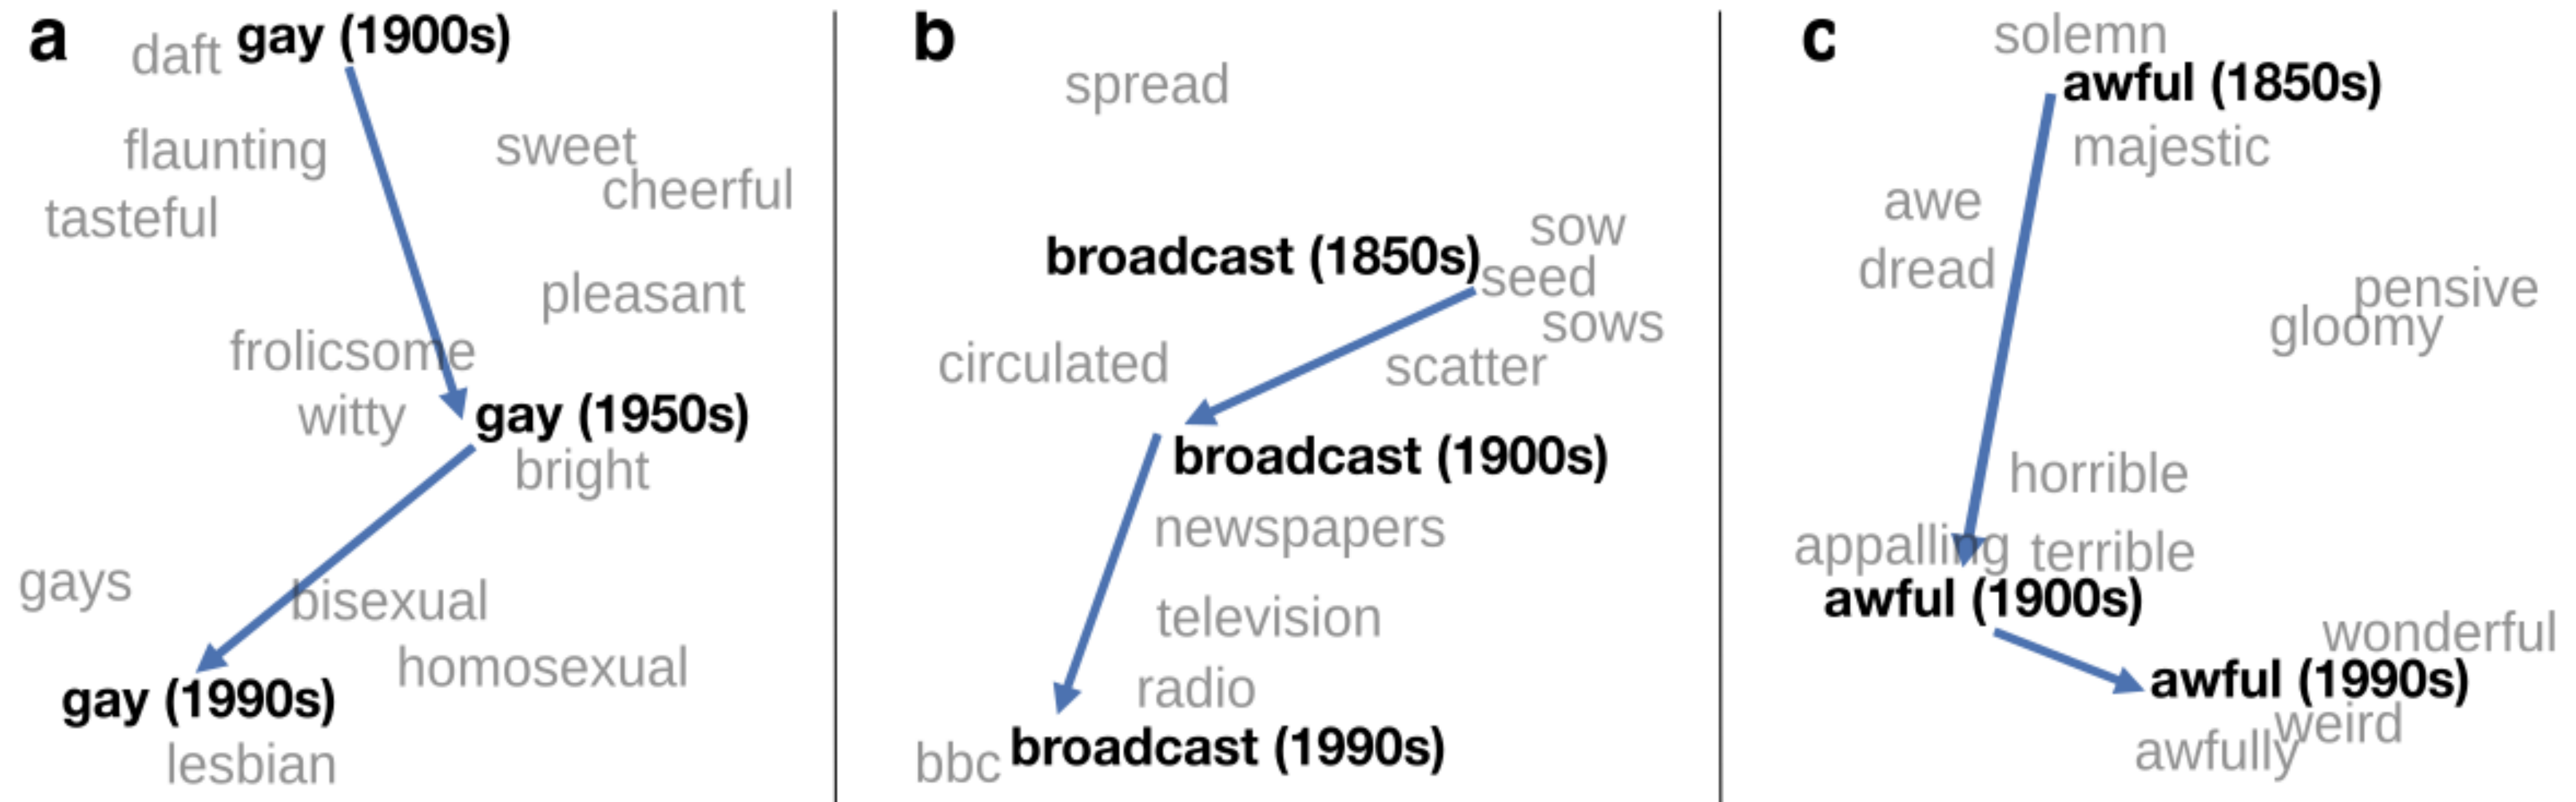 a
daft gay (1900s)
flaunting
sweet
cheerful
tasteful
pleasant
frolicsome
witty
gay (1950s)
bright
gays
bisexual
homosexual
gay (1990s)
lesbian
b
spread
broadcast (1850s)
sow
seed
sows
circulated
scatter
broadcast (1900s)
newspapers
television
radio
bbc broadcast (1990s)
c
solemn
awful (1850s)
majestic
awe
dread
pensive
gloomy
horrible
appalling terrible
awful (1900s)
wonderful
awful (1990s)
weird
awfully